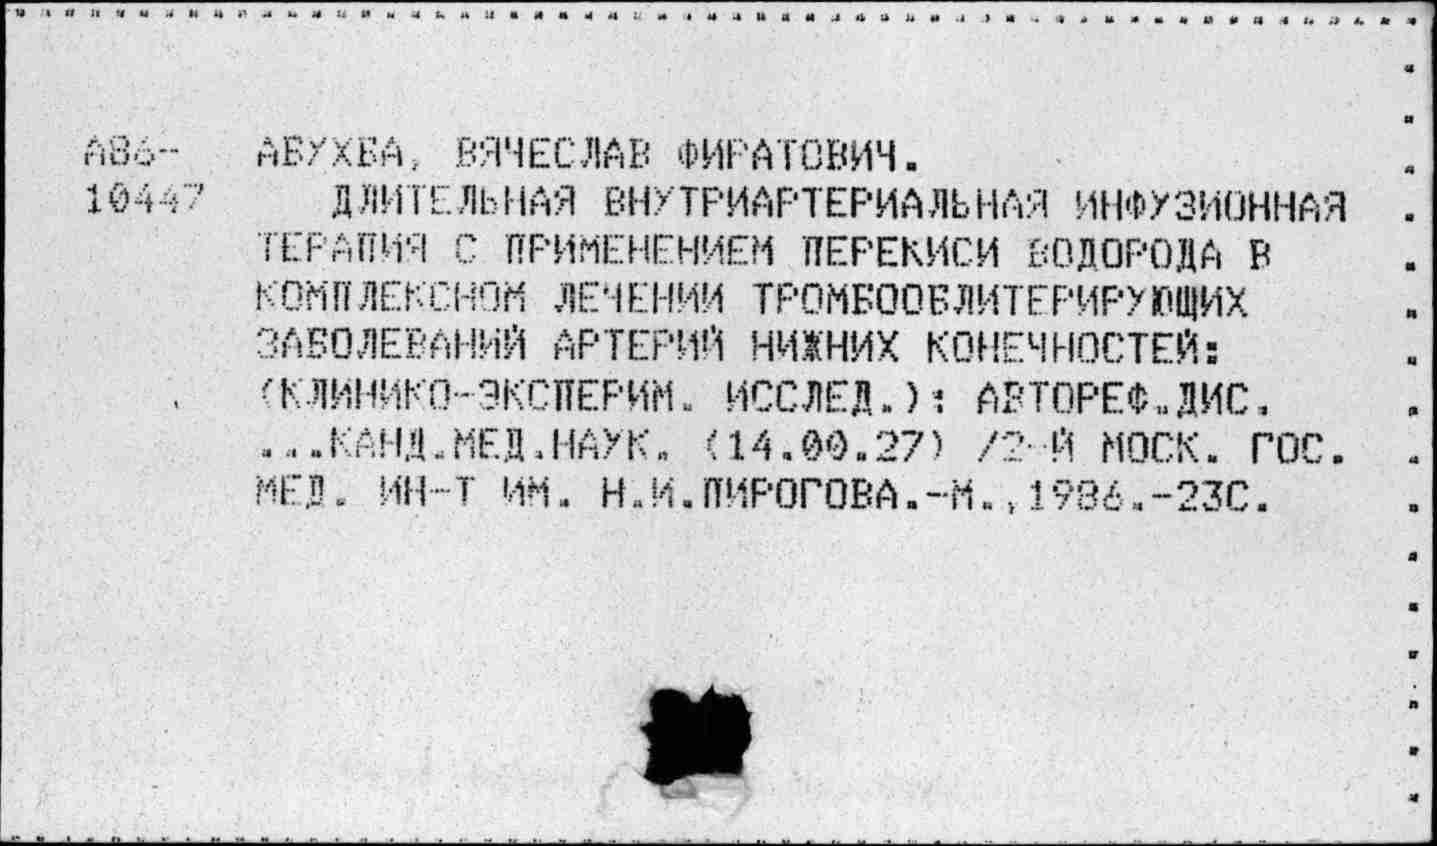 А86- АБУХБА, ВЯЧЕСЛАВ ФИРАТОВИЧ.
10447 ДЛИТЕЛЬНАЯ ВНУТРИАРТЕРИАЛЬНАЯ ИНФУЗИОННАЯ
ТЕРАПИЯ С ПРИМЕНЕНИЕМ ПЕРЕКИСИ ВОДОРОДА В
КОМПЛЕКСНОМ ЛЕЧЕНИИ ТРОМБООБЛИТЕРИРУЮЩИХ
ЗАБОЛЕВАНИЙ АРТЕРИЙ НИЖНИХ КОНЕЧНОСТЕЙ:
(КЛИНИКО-ЭКСПЕРИМ. ИССЛЕД.): АВТОРЕФ.ДИС.
...КАНД.МЕД.НАУК. (14.00.27) /2-Й МОСК. ГОС.
МЕД. ИН-Т ИМ. Н.И.ПИРОГОВА.-М.,1986.-23С.